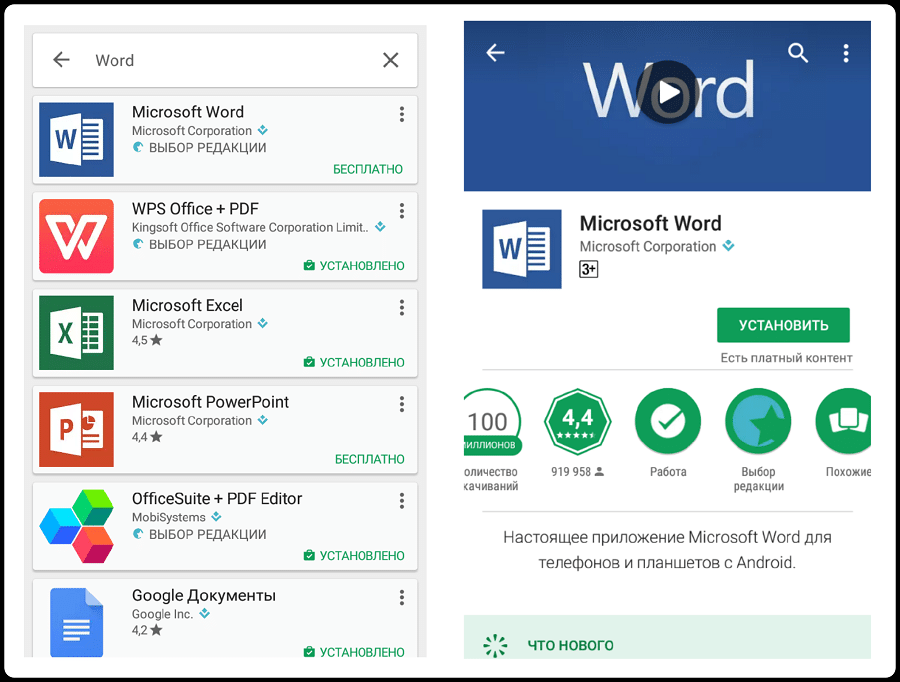 Word
Microsoft Word
Microsoft Corporation
ВЫБОР РЕДАКЦИИ
БЕСПЛАТНО
WPS Office + PDF
Kingsoft Office Software Corporation Limit..
ВЫБОР РЕДАКЦИИ
УСТАНОВЛЕНО
Microsoft Excel
Microsoft Corporation
4,5
УСТАНОВЛЕНО
Microsoft PowerPoint
Microsoft Corporation
4,4
БЕСПЛАТНО
OfficeSuite + PDF Editor
MobiSystems
ВЫБОР РЕДАКЦИИ
УСТАНОВЛЕНО
Google Документы
Google Inc.
4,2
УСТАНОВЛЕНО
Word
W
Microsoft Word
Microsoft Corporation
3+
УСТАНОВИТЬ
Есть платный контент
100
иллионов
оличество
качиваний
4,4
919 958
Работа
Выбор
редакции
Похожие
Настоящее приложение Microsoft Word для
телефонов и планшетов с Android.
ЧТО НОВОГО